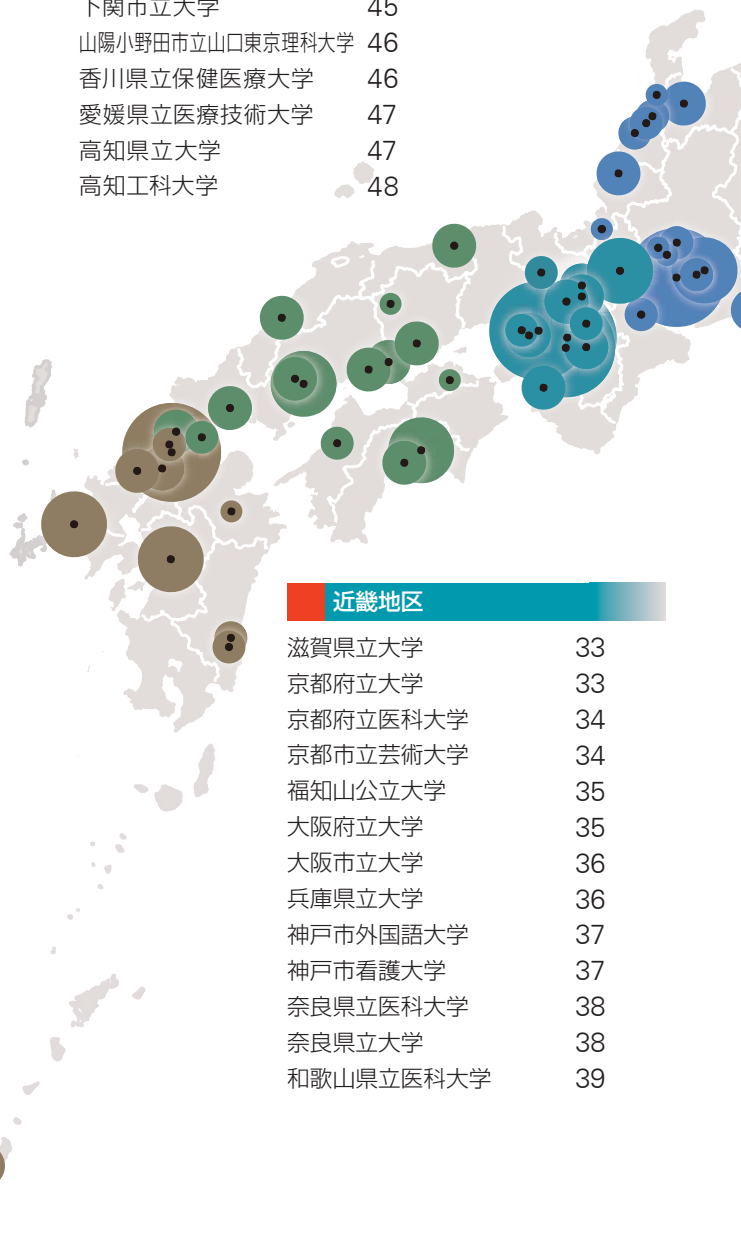 下関市立大学 45
山陽小野田市立山口東京理科大学 46
香川県立保健医療大学 46
愛媛県立医療技術大学 47
高知県立大学 47
高知工科大学 48
近畿地区
滋賀県立大学 33
京都府立大学 33
京都府立医科大学 34
京都市立芸術大学 34
福知山公立大学 35
大阪府立大学 35
大阪市立大学 36
兵庫県立大学 36
神戸市外国語大学 37
神戸市看護大学 37
奈良県立医科大学 38
奈良県立大学 38
和歌山県立医科大学 39